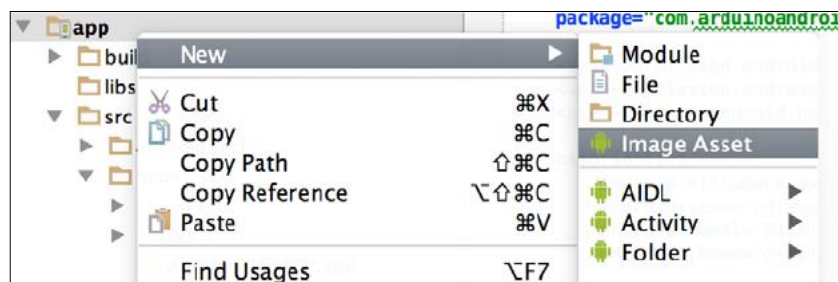 app
package="com.arduinoandroi
bui
libs
src
New
Cut ⌘X
Copy ⌘C
Copy Path ⇧⌘C
Copy Reference ⌥⇧⌘C
Paste ⌘V
Find Usages ⌥F7
Module
File
Directory
Image Asset
AIDL
Activity
Folder